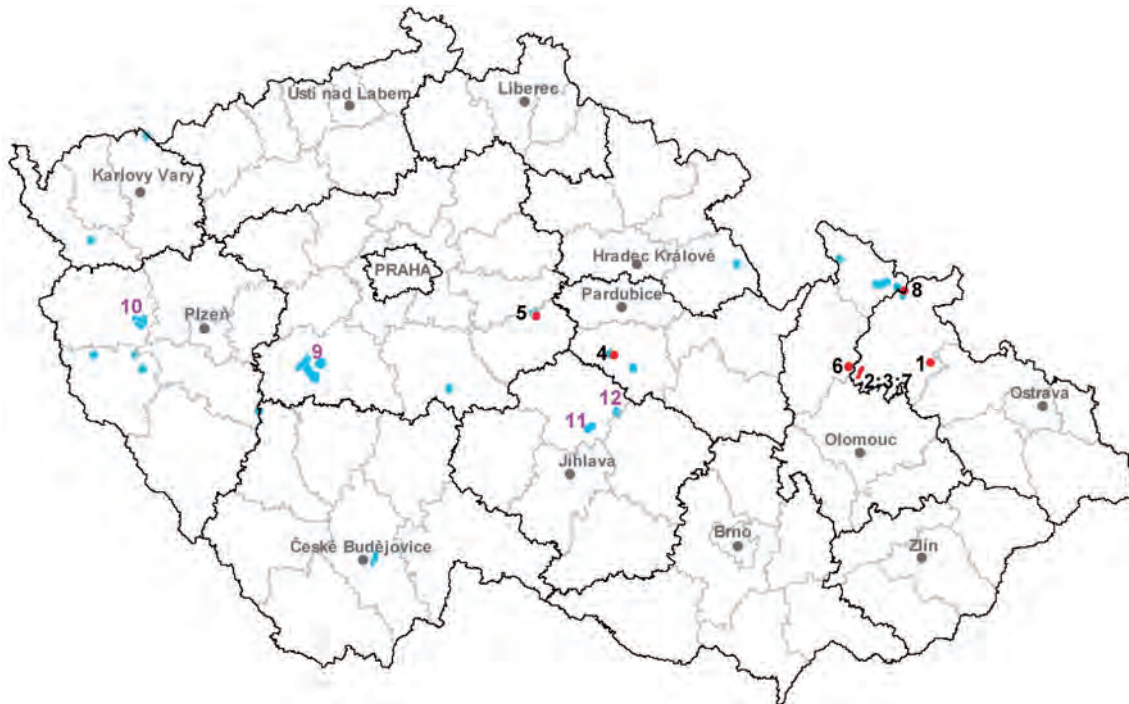 Ústí nad Labem
Liberec
Karlovy Vary
Hradec Králové
PRAHA
Pardubice
8
10
Plzeň
5
9
4
6
1
2;3;7
12
Ostrava
11
Olomouc
Jihlava
Brno
České Budějovice
Zlín